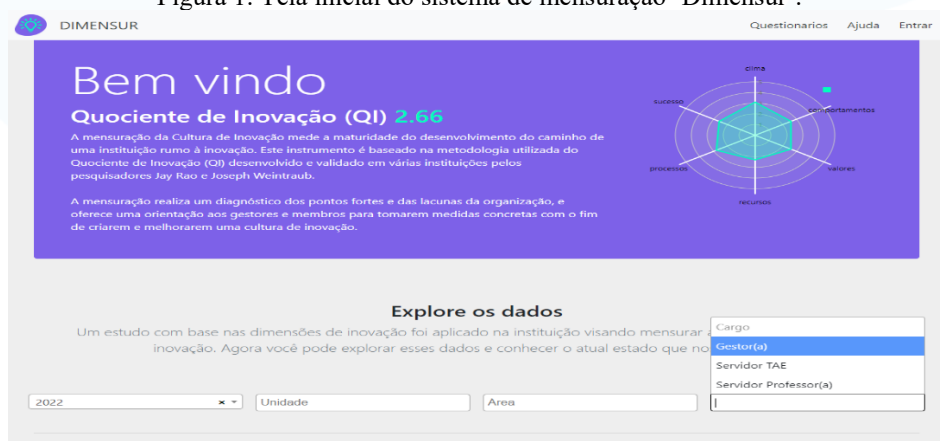 Figura 1: Tela inicial do sistema de mensuração "Dimensur".
DIMENSUR
Questionarios Ajuda Entrar
Bem vindo
Quociente de Inovação (QI) 2.66
A mensuração da Cultura de Inovação mede a maturidade do desenvolvimento do caminho de
uma instituição rumo à inovação. Este instrumento é baseado na metodologia utilizada do
Quociente de Inovação (QI) desenvolvido e validado em várias instituições pelos
pesquisadores Jay Rao e Joseph Weintraub.
A mensuração realiza um diagnóstico dos pontos fortes e das lacunas da organização, e
oferece uma orientação aos gestores e membros para tomarem medidas concretas com o fim
de criarem e melhorarem uma cultura de inovação.
clima
sucesso
comportamentos
processos
valores
recursos
Explore os dados
Um estudo com base nas dimensões de inovação foi aplicado na instituição visando mensurar
inovação. Agora você pode explorar esses dados e conhecer o atual estado que
Cargo
Gestor(a)
Servidor TAE
Servidor Professor(a)
2022 × Unidade Area